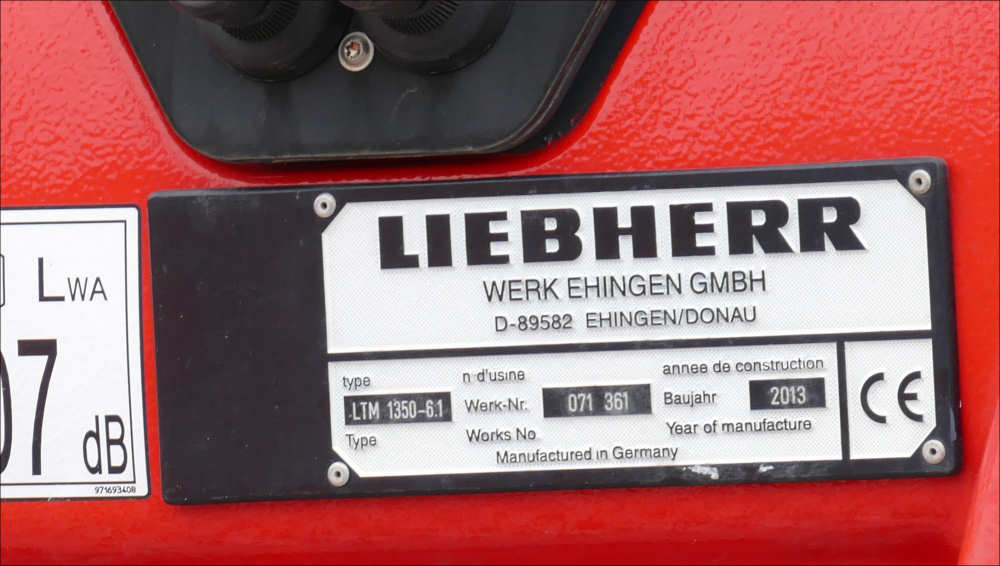 LWA
07
dB
971693408
LIEBHERR
WERK EHINGEN GMBH
D-89582 EHINGEN/DONAU
type
LTM 1350-6.1
Type
n d'usine
Werk-Nr. 071 361
Works No
annee de construction
Baujahr 2013
Year of manufacture
Manufactured in Germany
CE